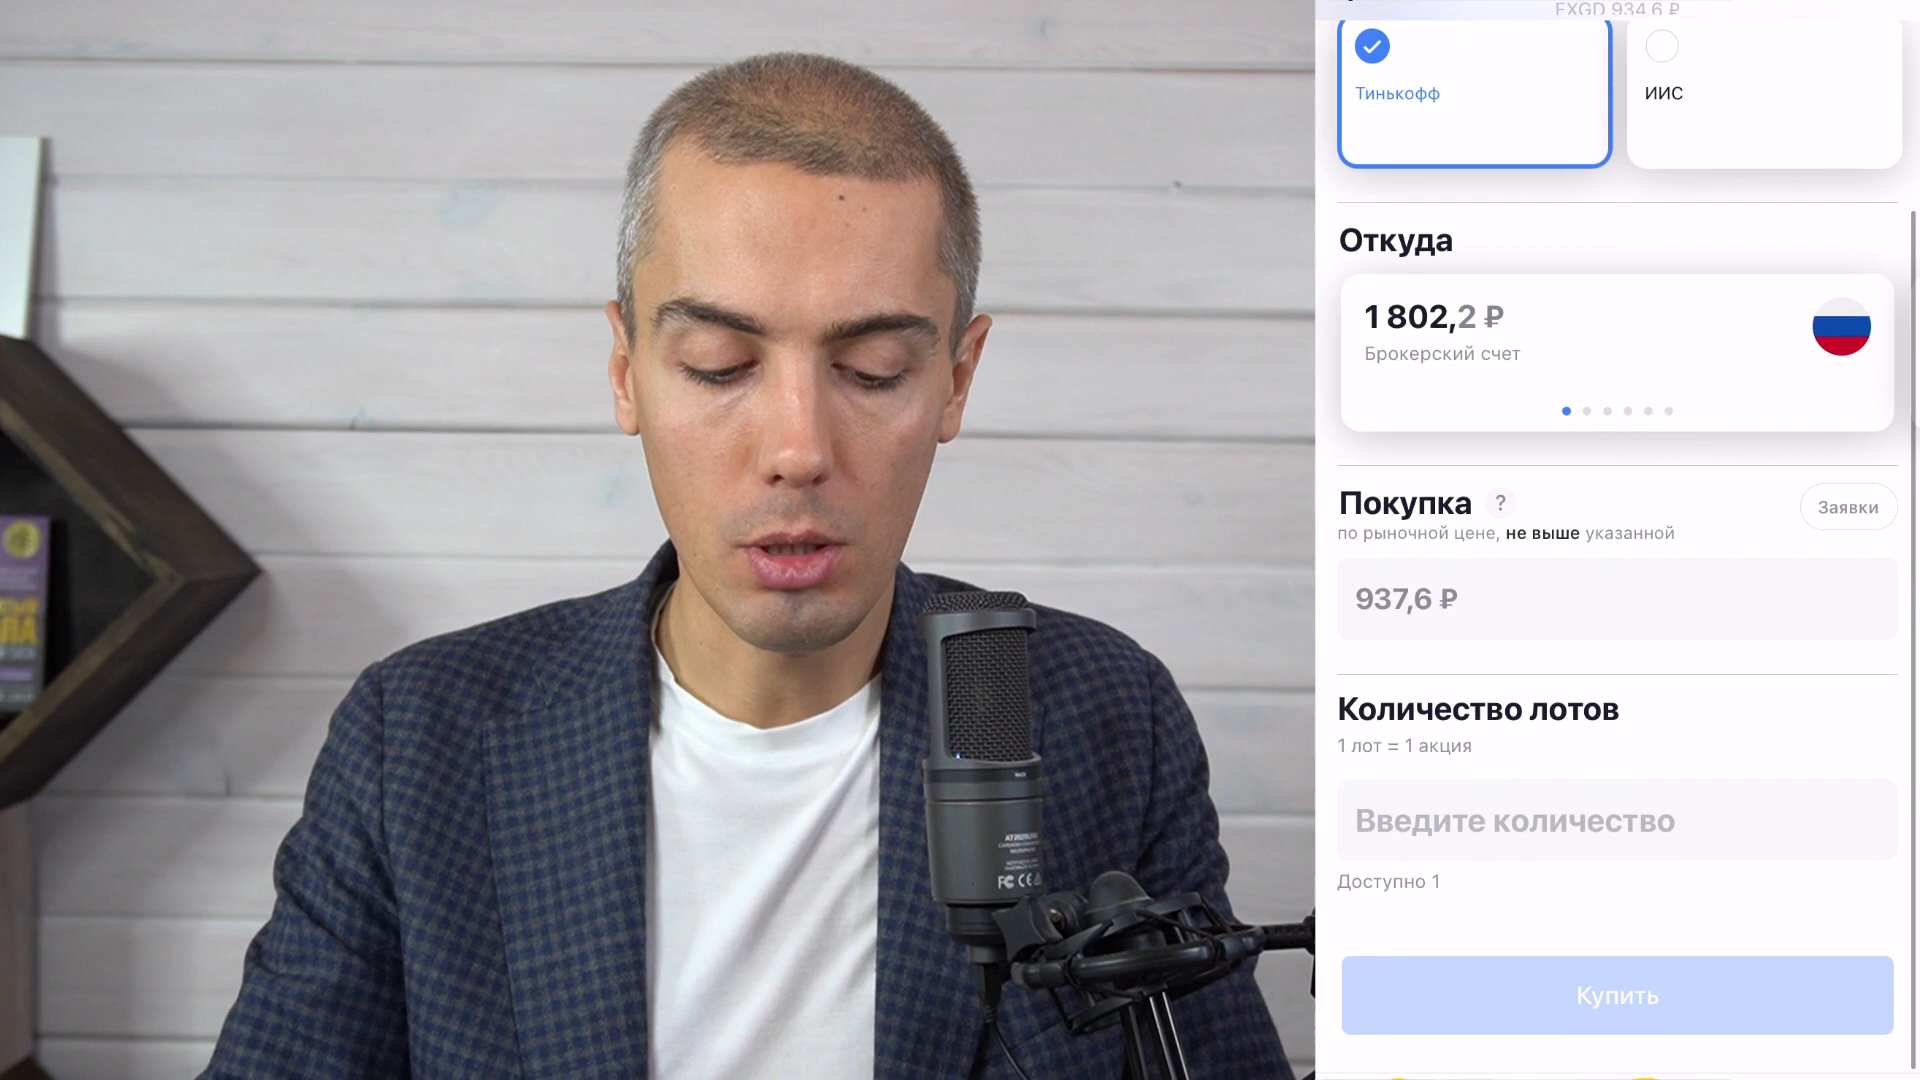 FXGD 934,6 ₽
Тинькофф
ИИС
Откуда
1 802,2 ₽
Брокерский счет
Покупка ?
Заявки
по рыночной цене, не выше указанной
937,6 ₽
Количество лотов
1 лот = 1 акция
Введите количество
Доступно 1
Купить